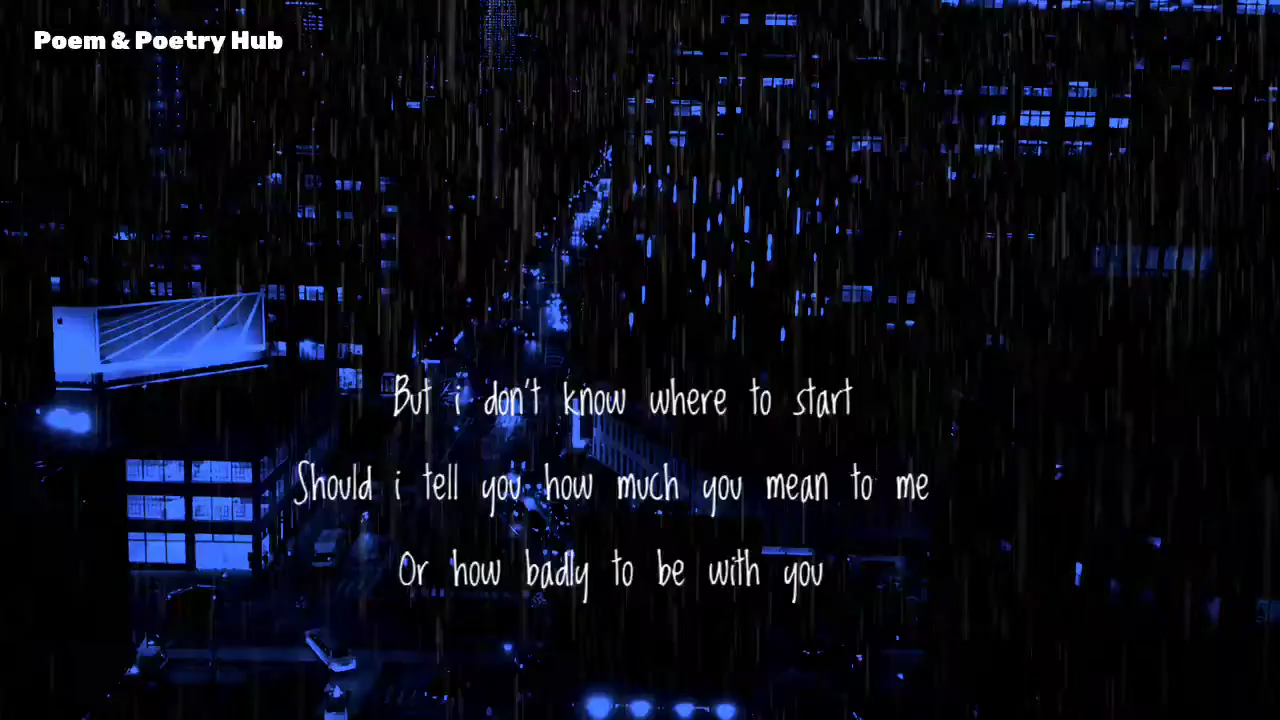 Poem & Poetry Hub
But i don't know where to start
Should i tell you how much you mean to me
Or how badly to be with you